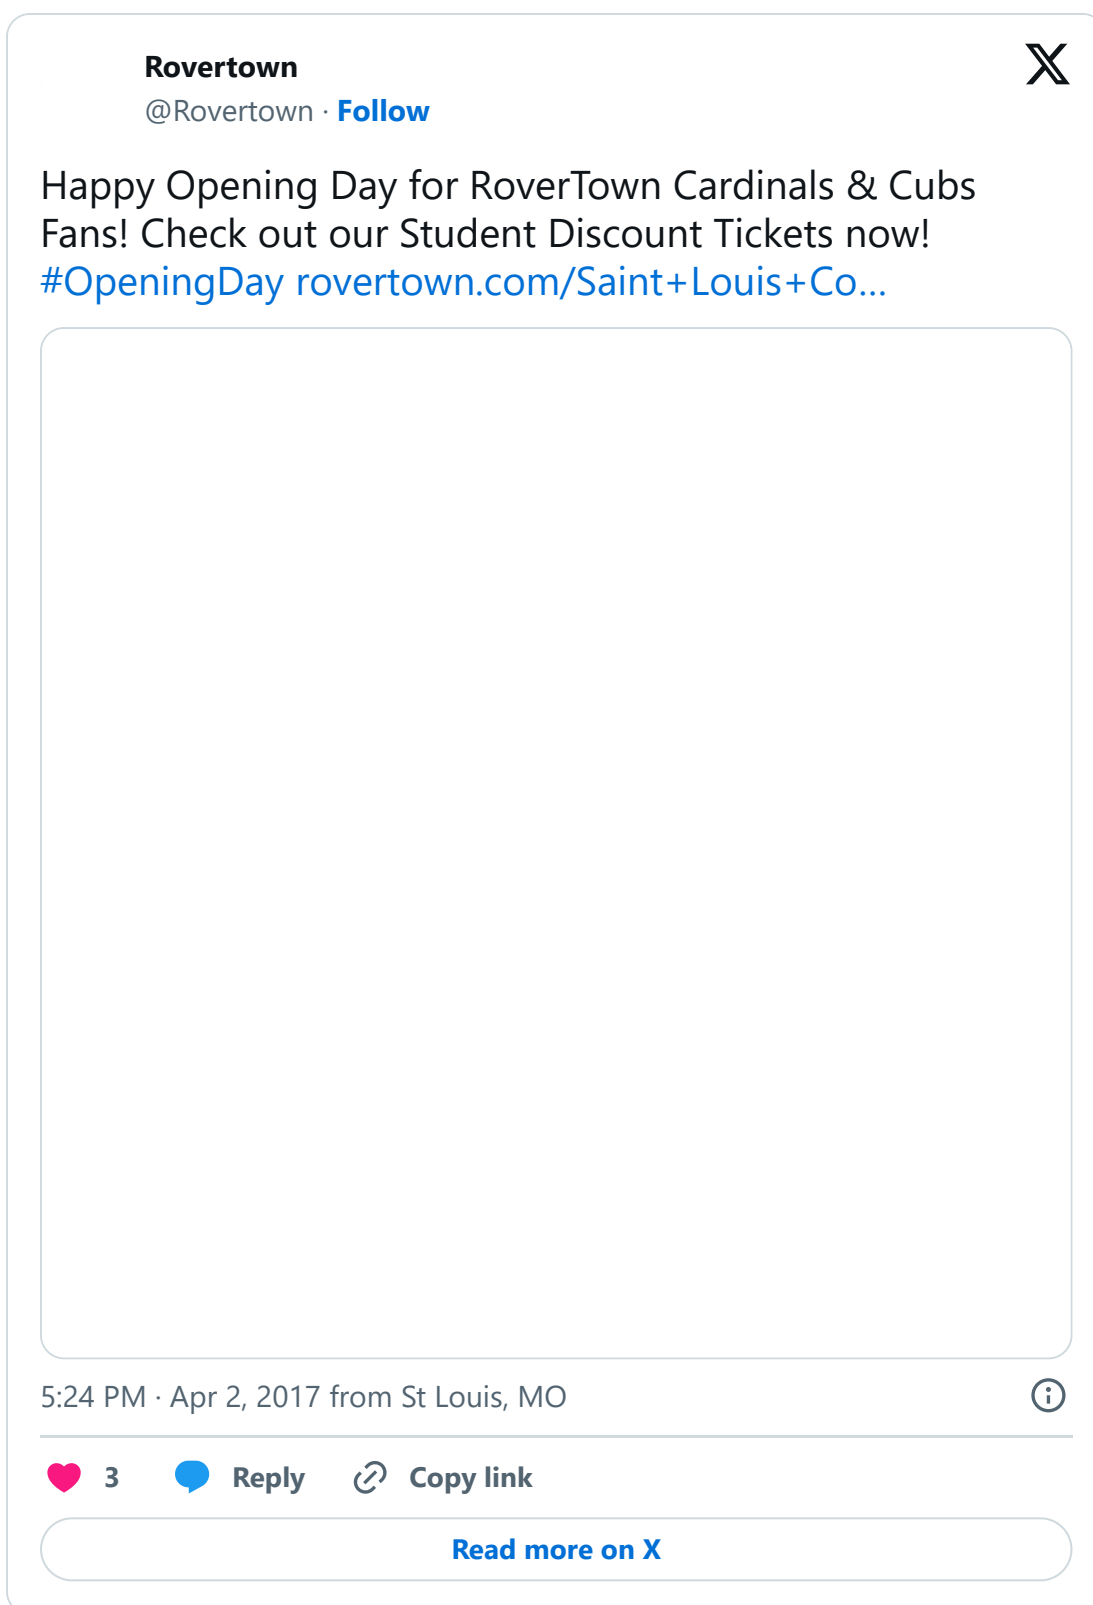 Rovertown
@Rovertown · Follow
Happy Opening Day for RoverTown Cardinals & Cubs
Fans! Check out our Student Discount Tickets now!
#OpeningDay rovertown.com/Saint+Louis+Co…
5:24 PM · Apr 2, 2017 from St Louis, MO
3 Reply Copy link
Read more on X